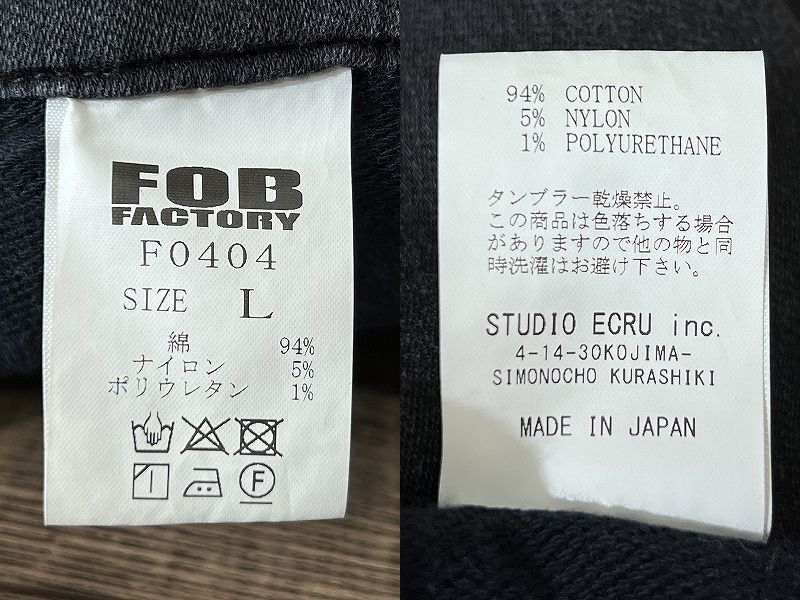 FOB
FACTORY
F0404
SIZE L
綿 94%
ナイロン 5%
ポリウレタン 1%
F
94% COTTON
5% NYLON
1% POLYURETHANE
タンブラー乾燥禁止。
この商品は色落ちする場合
がありますので他の物と同
時洗濯はお避け下さい。
STUDIO ECRU inc.
4-14-30KOJIMA-
SIMONOCHO KURASHIKI
MADE IN JAPAN